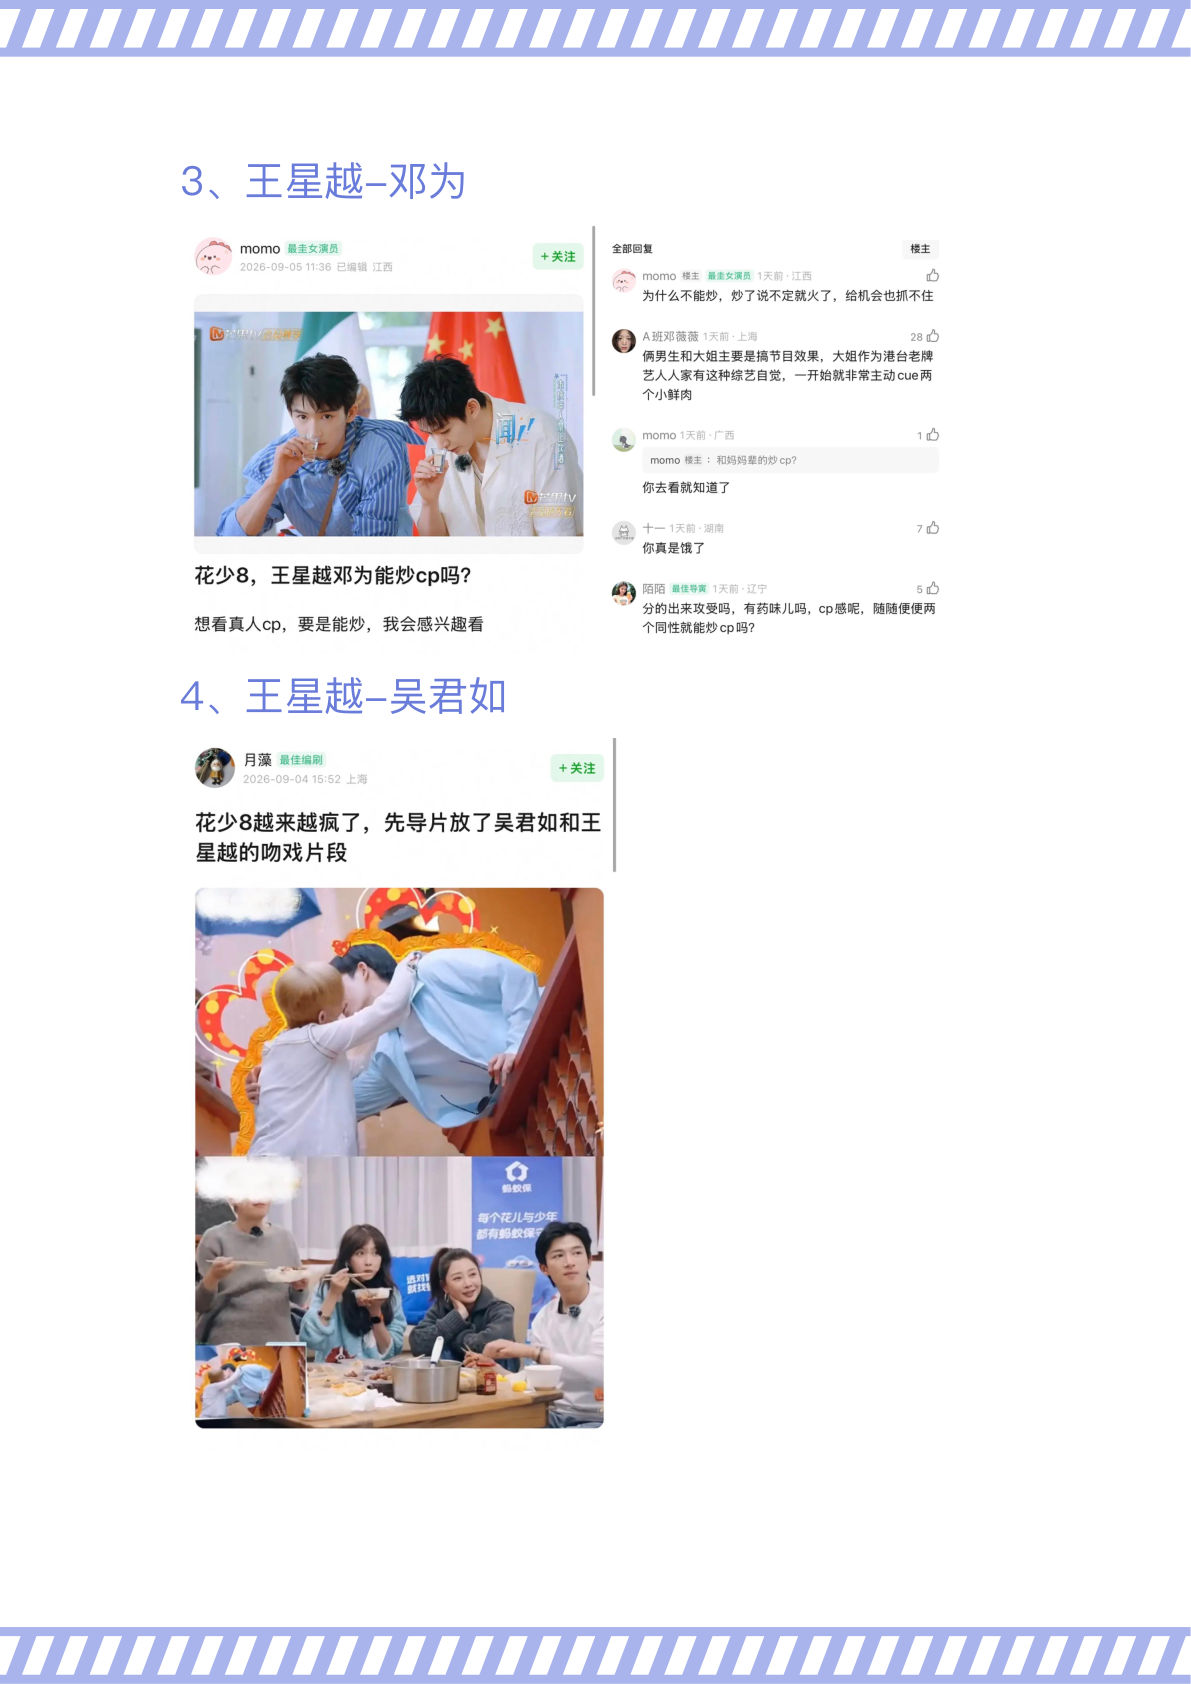 3、王星越–邓为
momo 最圭女演员
2026-09-05 11:36 已编辑 江西
+ 关注
芒果TV
闻!
芒果TV
花少8，王星越邓为能炒cp吗?
想看真人cp，要是能炒，我会感兴趣看
全部回复
楼主
momo 楼主 最圭女演员 1天前·江西
为什么不能炒，炒了说不定就火了，给机会也抓不住
A班邓薇薇 1天前·上海 28
俩男生和大姐主要是搞节目效果，大姐作为港台老牌
艺人人家有这种综艺自觉，一开始就非常主动cue两
个小鲜肉
momo 1天前·广西 1
momo 楼主 ：和妈妈辈的炒cp?
你去看就知道了
十一 1天前·湖南 7
你真是饿了
陌陌 最佳导演 1天前·辽宁 5
分的出来攻受吗，有药味儿吗，cp感呢，随随便便两
个同性就能炒cp吗?
4、王星越–吴君如
月藻 最佳编剧
2026-09-04 15:52 上海
+ 关注
花少8越来越疯了，先导片放了吴君如和王
星越的吻戏片段
蚂蚁保
每个花儿与少年
都有蚂蚁保
选对
就找